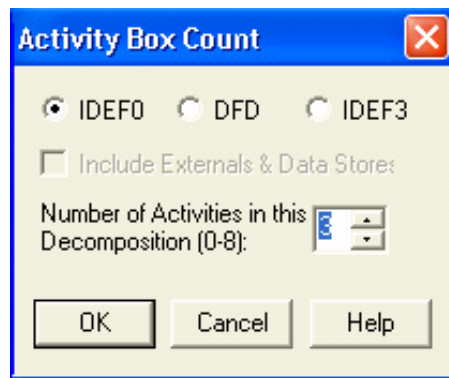 Activity Box Count
IDEF0 DFD IDEF3
Include Externals & Data Stores
Number of Activities in this
Decomposition (0-8):
3
OK Cancel Help